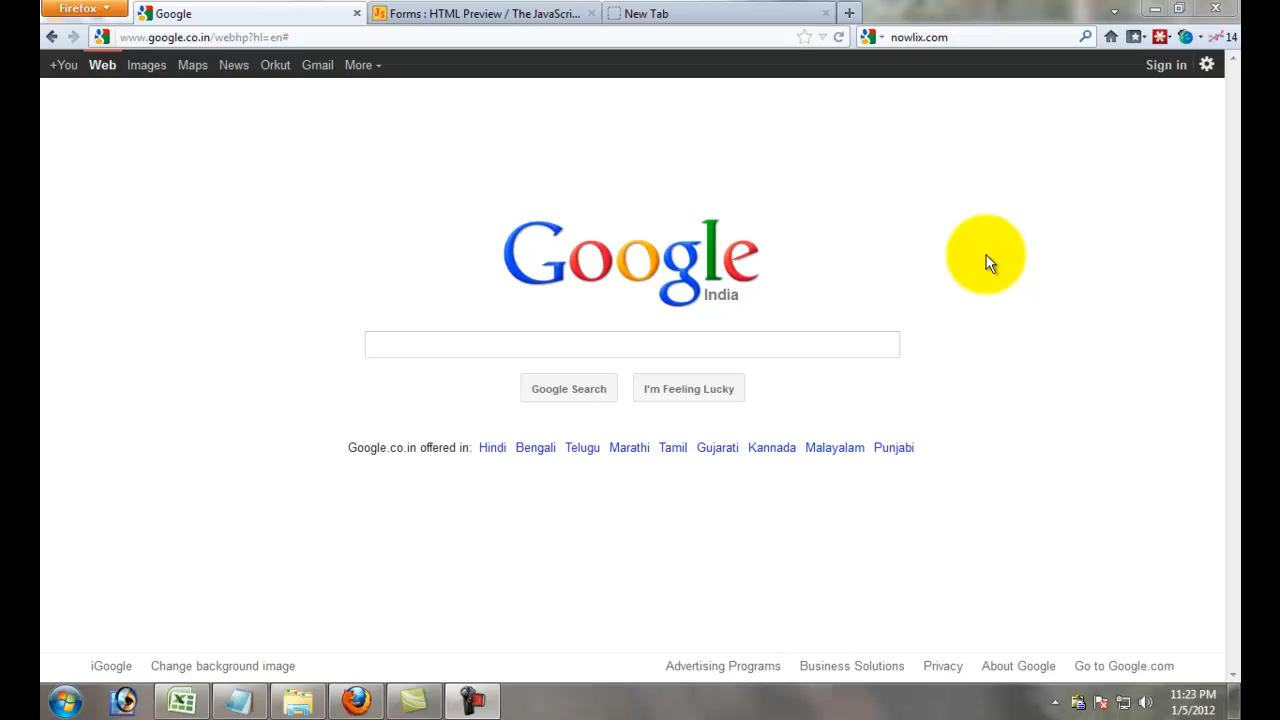 Firefox
Google
Forms : HTML Preview / The JavaScri...
New Tab
www.google.co.in/webhp?hl=en#
nowlix.com
14
+You Web Images Maps News Orkut Gmail More
Sign in
Google
India
Google Search
I'm Feeling Lucky
Google.co.in offered in: Hindi Bengali Telugu Marathi Tamil Gujarati Kannada Malayalam Punjabi
iGoogle Change background image Advertising Programs Business Solutions Privacy About Google Go to Google.com
11:23 PM
1/5/2012